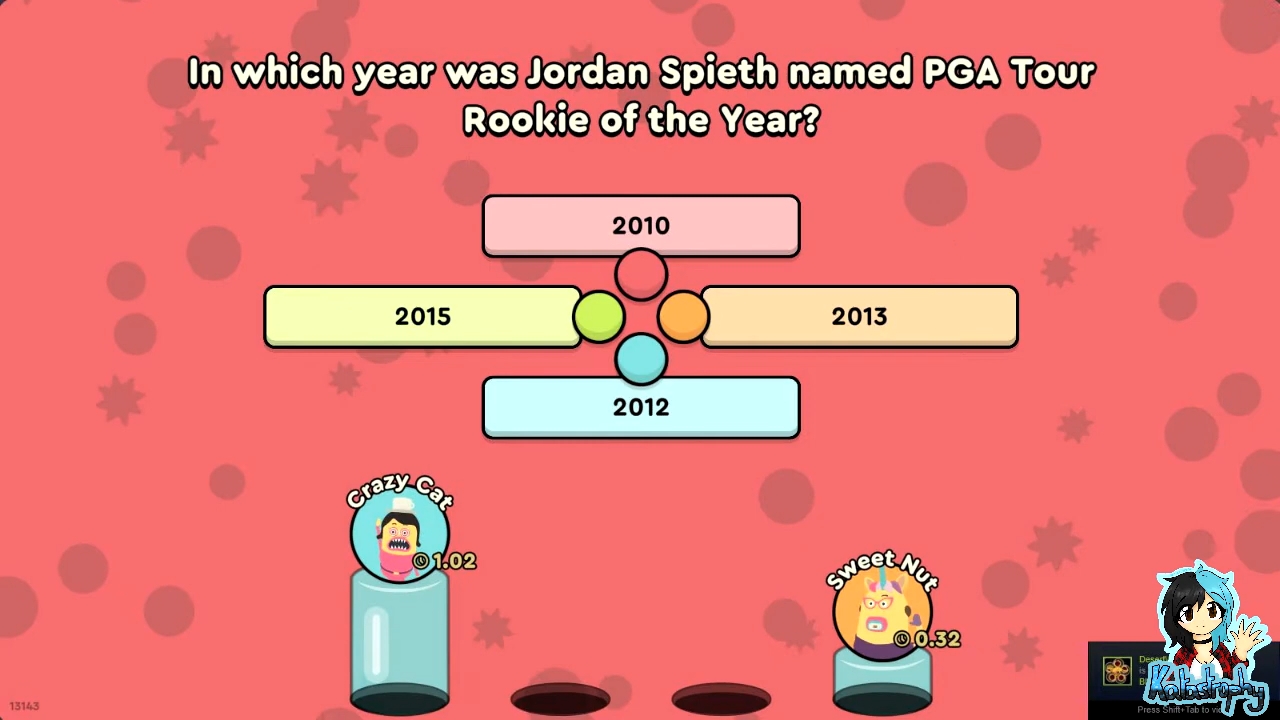 In which year was Jordan Spieth named PGA Tour
Rookie of the Year?
2010
2015
2013
2012
Crazy Cat
1.02
Sweet Nut
0.32
13143
Katastrophy
Press Shift+Tab to